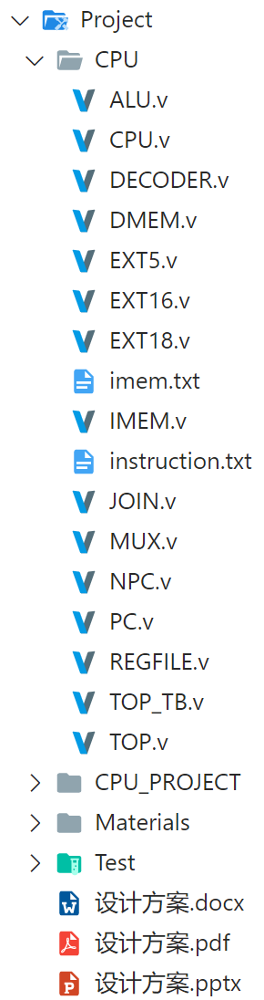 Project
CPU
ALU.v
CPU.v
DECODER.v
DMEM.v
EXT5.v
EXT16.v
EXT18.v
imem.txt
IMEM.v
instruction.txt
JOIN.v
MUX.v
NPC.v
PC.v
REGFILE.v
TOP_TB.v
TOP.v
CPU_PROJECT
Materials
Test
设计方案.docx
设计方案.pdf
设计方案.pptx